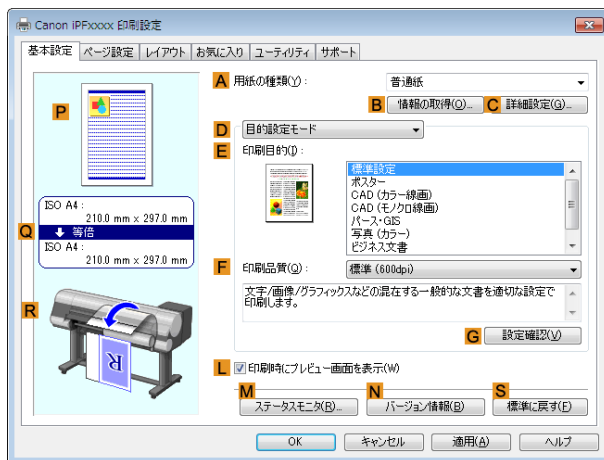 Canon iPFxxxx 印刷設定
基本設定 ページ設定 レイアウト お気に入り ユーティリティ サポート
A 用紙の種類(Y): 普通紙
B 情報の取得(O)... C 詳細設定(G)...
P
D 目的設定モード
E 印刷目的(I):
標準設定
ポスター
CAD (カラー線画)
CAD (モノクロ線画)
パース・GIS
写真 (カラー)
ビジネス文書
ISO A4 :
210.0 mm x 297.0 mm
Q 等倍
ISO A4 :
210.0 mm x 297.0 mm
F 印刷品質(Q): 標準 (600dpi)
文字/画像/グラフィックスなどの混在する一般的な文書を適切な設定で
印刷します。
R
R
G 設定確認(V)
L 印刷時にプレビュー画面を表示(W)
M N S
ステータスモニタ(R)... バージョン情報(B) 標準に戻す(F)
OK キャンセル 適用(A) ヘルプ